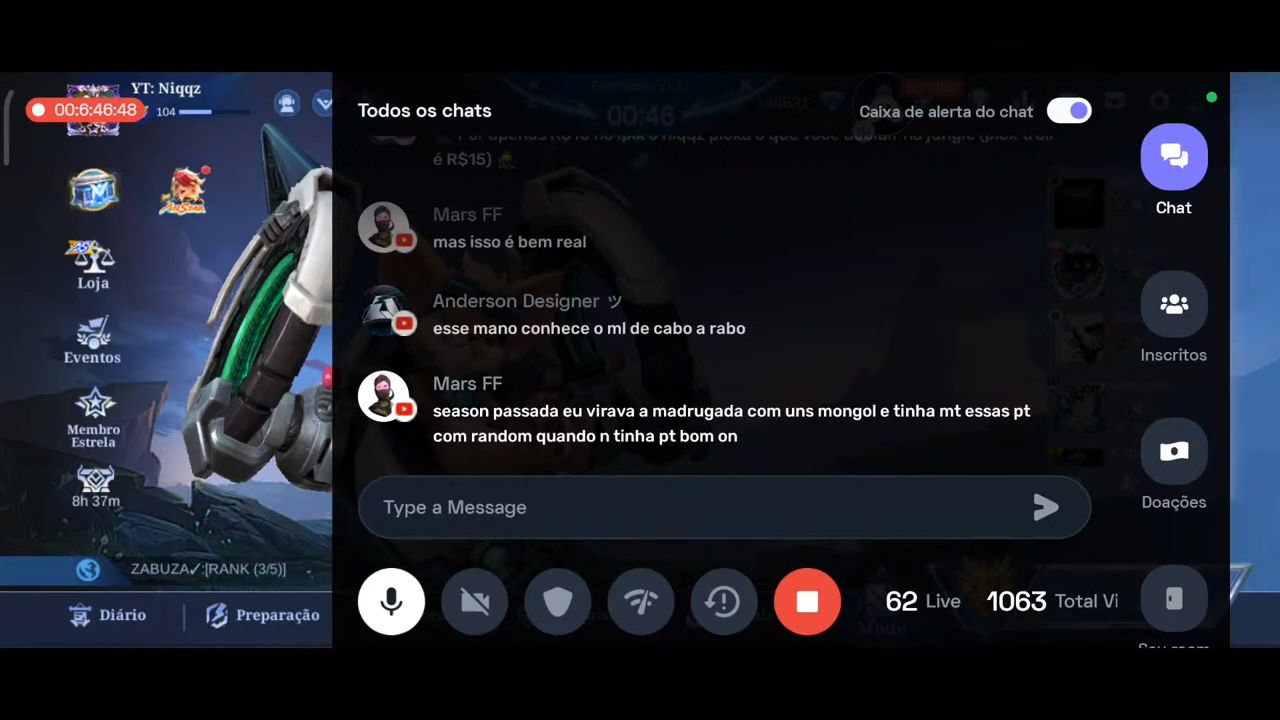 YT: Niqqz
00:6:46:48
104
Loja
Eventos
Membro
Estrela
8h 37m
ZABUZA✓:[RANK (3/5)]
Diário
Preparação
Todos os chats
Caixa de alerta do chat
00:46
é R$15)
Mars FF
mas isso é bem real
Anderson Designer ツ
esse mano conhece o ml de cabo a rabo
Mars FF
season passada eu virava a madrugada com uns mongol e tinha mt essas pt
com random quando n tinha pt bom on
Type a Message
62 Live
1063 Total Vi
Chat
Inscritos
Doações